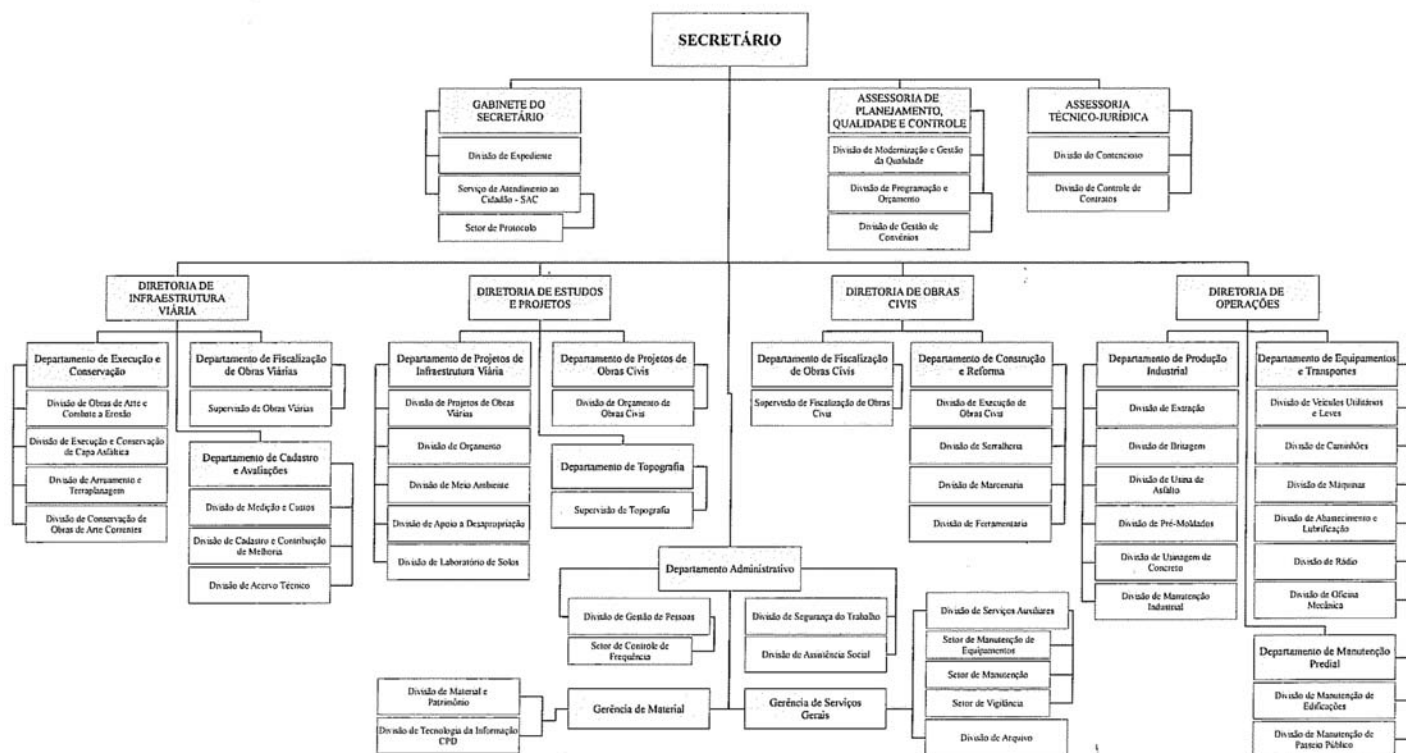 SECRETÁRIO
GABINETE DO
SECRETÁRIO
Divisão de Expediente
Serviço de Atendimento ao
Cidadão - SAC
Setor de Protocolo
ASSESSORIA DE
PLANEJAMENTO,
QUALIDADE E CONTROLE
Divisão de Modernização e Gestão
da Qualidade
Divisão de Programação e
Orçamento
Divisão de Gestão de
Convênios
ASSESSORIA
TÉCNICO-JURÍDICA
Divisão do Contencioso
Divisão de Controle de
Contratos
DIRETORIA DE
INFRAESTRUTURA
VIÁRIA
Departamento de Execução e
Conservação
Divisão de Obras de Arte e
Combate a Erosão
Divisão de Execução e Conservação
de Capa Asfáltica
Divisão de Arruamento e
Terraplanagem
Divisão de Conservação de
Obras de Arte Correntes
Departamento de Fiscalização
de Obras Viárias
Supervisão de Obras Viárias
Departamento de Cadastro
e Avaliações
Divisão de Medição e Custos
Divisão de Cadastro e Contribuição
de Melhoria
Divisão de Acervo Técnico
DIRETORIA DE ESTUDOS
E PROJETOS
Departamento de Projetos de
Infraestrutura Viária
Divisão de Projetos de Obras
Viárias
Divisão de Orçamento
Divisão de Meio Ambiente
Divisão de Apoio a Desapropriação
Divisão de Laboratório de Solos
Departamento de Projetos de
Obras Civis
Divisão de Orçamento de
Obras Civis
Departamento de Topografia
Supervisão de Topografia
DIRETORIA DE OBRAS
CIVIS
Departamento de Fiscalização
de Obras Civis
Supervisão de Fiscalização de Obras
Civis
Departamento de Construção
e Reforma
Divisão de Execução de
Obras Civis
Divisão de Serralheria
Divisão de Marcenaria
Divisão de Ferramentaria
DIRETORIA DE
OPERAÇÕES
Departamento de Produção
Industrial
Divisão de Extração
Divisão de Britagem
Divisão de Usina de
Asfalto
Divisão de Pré-Moldados
Divisão de Usinagem de
Concreto
Divisão de Manutenção
Industrial
Departamento de Equipamentos
e Transportes
Divisão de Veículos Utilitários
e Leves
Divisão de Caminhões
Divisão de Máquinas
Divisão de Abastecimento e
Lubrificação
Divisão de Rádio
Divisão de Oficina
Mecânica
Departamento de Manutenção
Predial
Divisão de Manutenção de
Edificações
Divisão de Manutenção de
Passeio Público
Departamento Administrativo
Divisão de Gestão de Pessoas
Setor de Controle de
Frequência
Divisão de Segurança do Trabalho
Divisão de Assistência Social
Divisão de Material e
Patrimônio
Divisão de Tecnologia da Informação
CPD
Gerência de Material
Gerência de Serviços
Gerais
Divisão de Serviços Auxiliares
Setor de Manutenção de
Equipamentos
Setor de Manutenção
Setor de Vigilância
Divisão de Arquivo